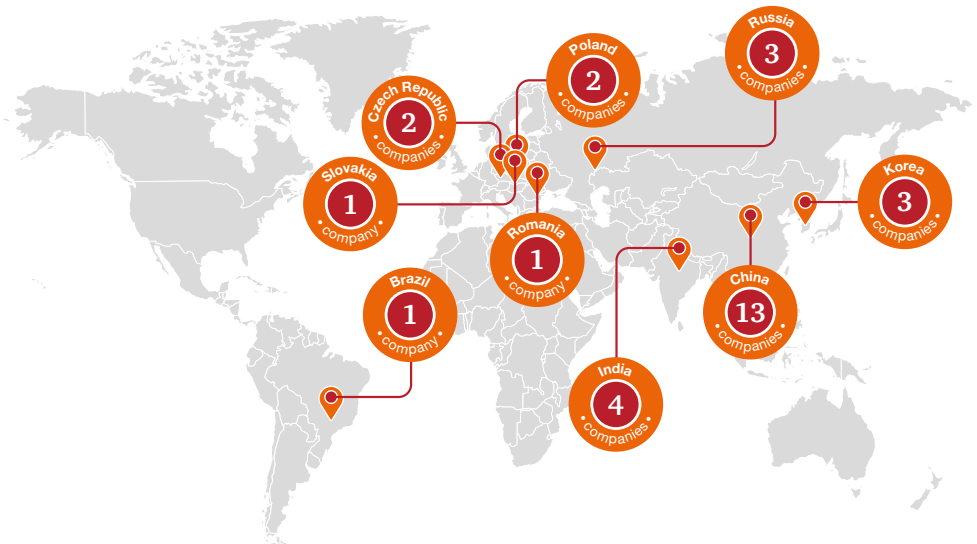 Russia
3
• companies •
Poland
2
• companies •
Czech Republic
2
• companies •
Slovakia
1
• company •
Korea
3
• companies •
Romania
1
• company •
Brazil
1
• company •
China
13
• companies •
India
4
• companies •